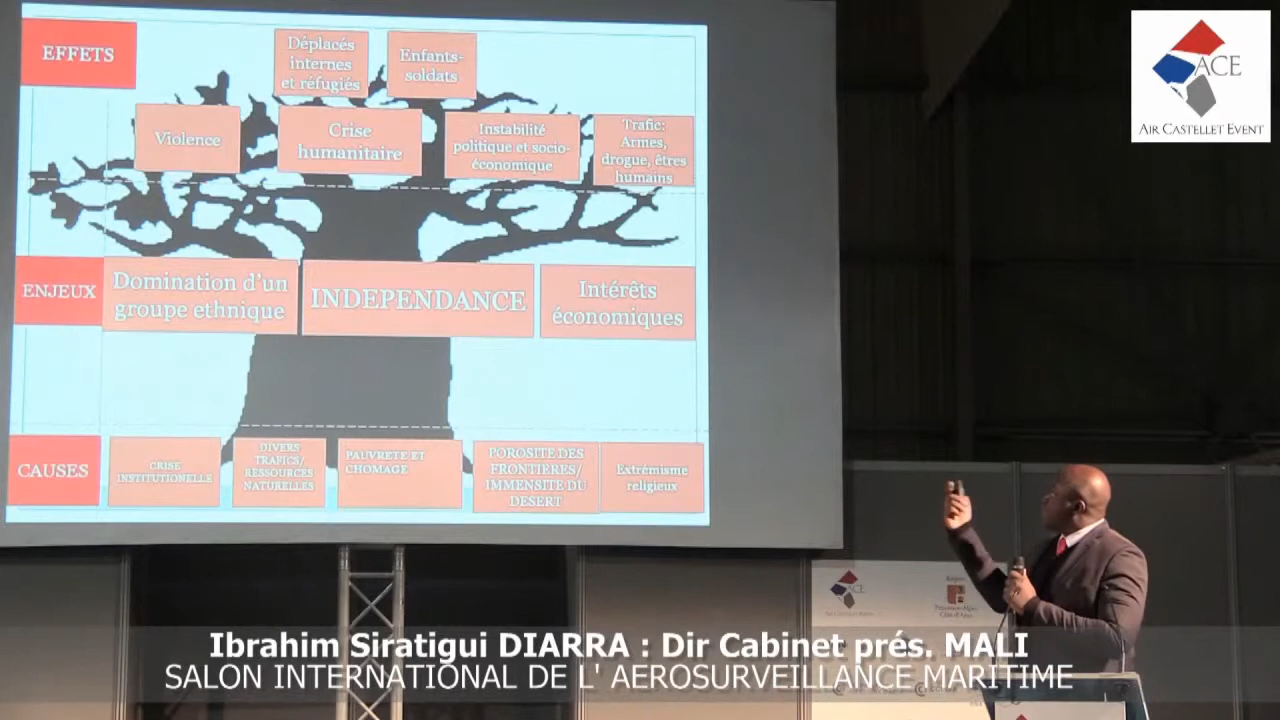 EFFETS
Déplacés
internes
et réfugiés
Enfants-
soldats
Violence
Crise
humanitaire
Instabilité
politique et socio-
économique
Trafic:
Armes,
drogue, êtres
humains
ENJEUX
Domination d'un
groupe ethnique
INDEPENDANCE
Intérêts
économiques
CAUSES
CRISE
INSTITUTIONELLE
DIVERS
TRAFICS/
RESSOURCES
NATURELLES
PAUVRETE ET
CHOMAGE
POROSITE DES
FRONTIERES/
IMMENSITE DU
DESERT
Extrémisme
religieux
ACE
AIR CASTELLET EVENT
ACE
Ibrahim Siratigui DIARRA : Dir Cabinet prés. MALI
SALON INTERNATIONAL DE L' AEROSURVEILLANCE MARITIME